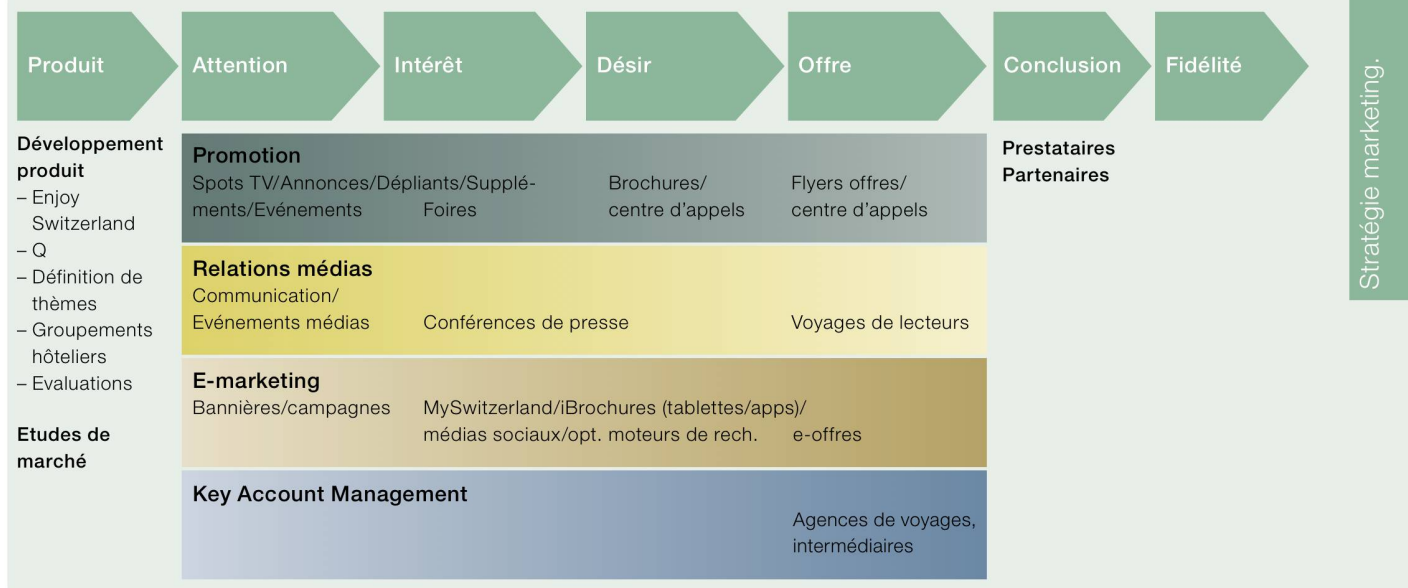 Produit
Attention
Intérêt
Désir
Offre
Conclusion
Fidélité
Stratégie marketing.
Développement
produit
– Enjoy
Switzerland
– Q
– Définition de
thèmes
– Groupements
hôteliers
– Evaluations
Etudes de
marché
Promotion
Spots TV/Annonces/Dépliants/Supplé-
ments/Evénements
Foires
Brochures/
centre d’appels
Flyers offres/
centre d’appels
Relations médias
Communication/
Evénements médias
Conférences de presse
Voyages de lecteurs
E-marketing
Bannières/campagnes
MySwitzerland/iBrochures (tablettes/apps)/
médias sociaux/opt. moteurs de rech.
e-offres
Key Account Management
Agences de voyages,
intermédiaires
Prestataires
Partenaires